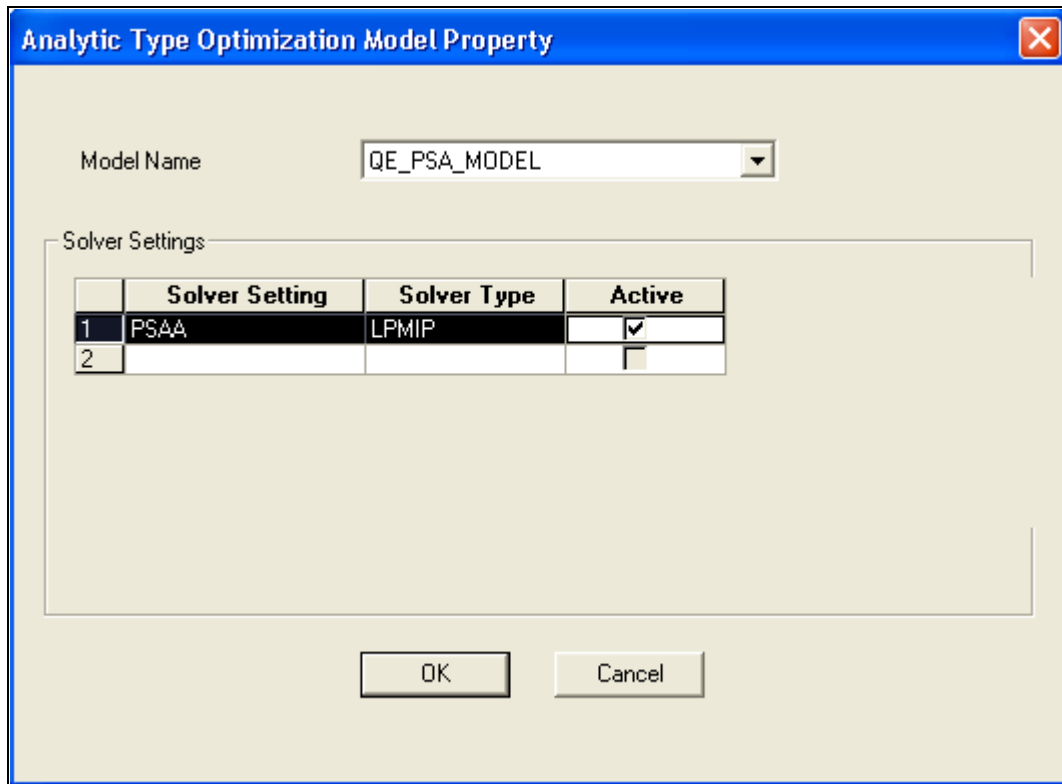 Analytic Type Optimization Model Property
Model Name QE_PSA_MODEL
Solver Settings
Solver Setting Solver Type Active
1 PSAA LPMIP
2
OK Cancel